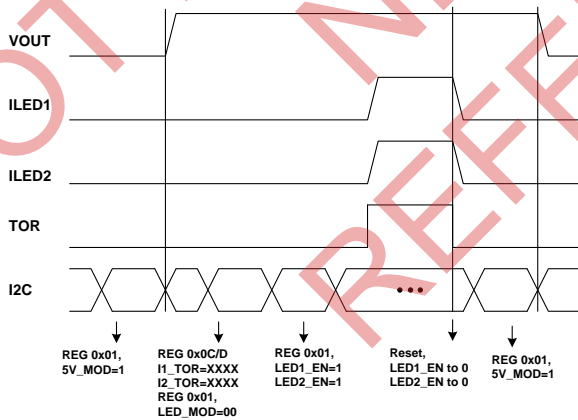 VOUT
ILED1
ILED2
TOR
I2C
REG 0x01,
5V_MOD=1
REG 0x0C/D
I1_TOR=XXXX
I2_TOR=XXXX
REG 0x01,
LED_MOD=00
REG 0x01,
LED1_EN=1
LED2_EN=1
Reset,
LED1_EN to 0
LED2_EN to 0
REG 0x01,
5V_MOD=1